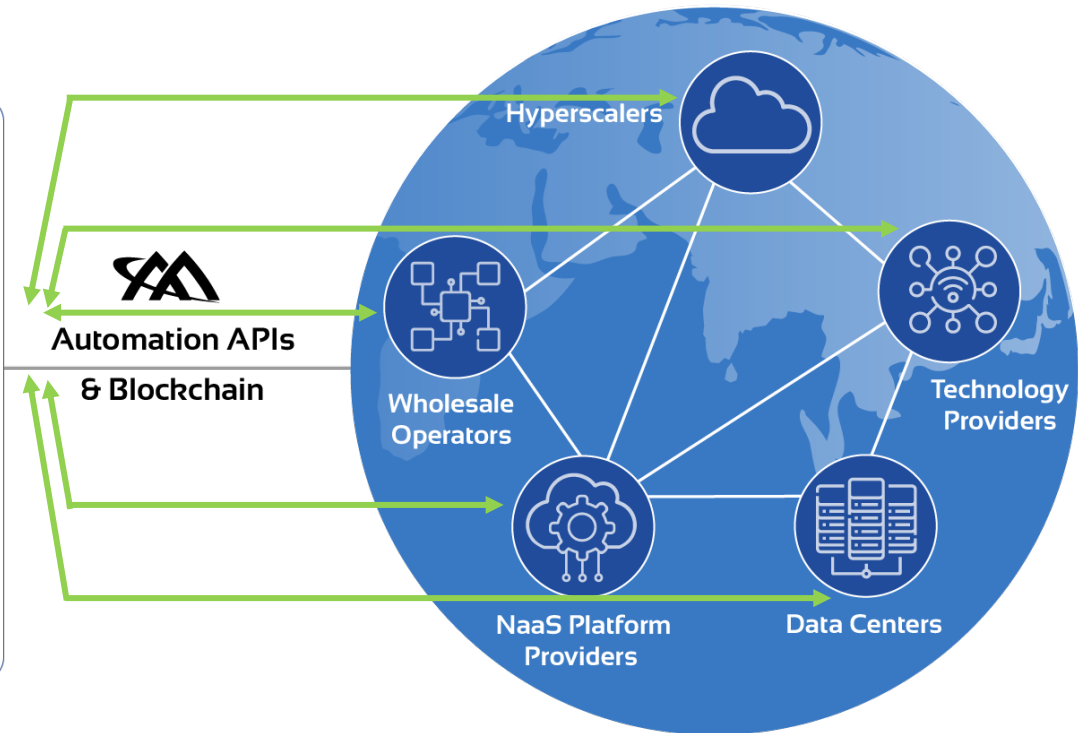 Hyperscalers
Automation APIs
& Blockchain
Wholesale
Operators
Technology
Providers
NaaS Platform
Providers
Data Centers